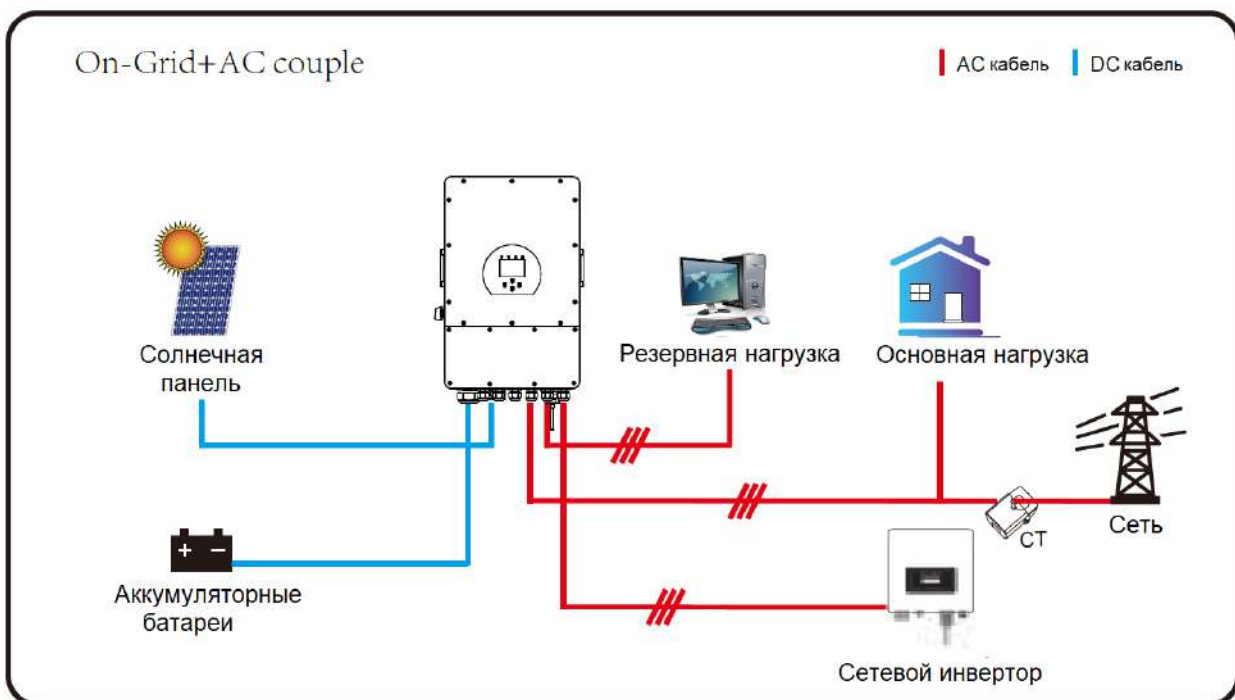 On-Grid+AC couple
AC кабель
DC кабель
Солнечная
панель
Резервная нагрузка
Основная нагрузка
Сеть
CT
Аккумуляторные
батареи
Сетевой инвертор